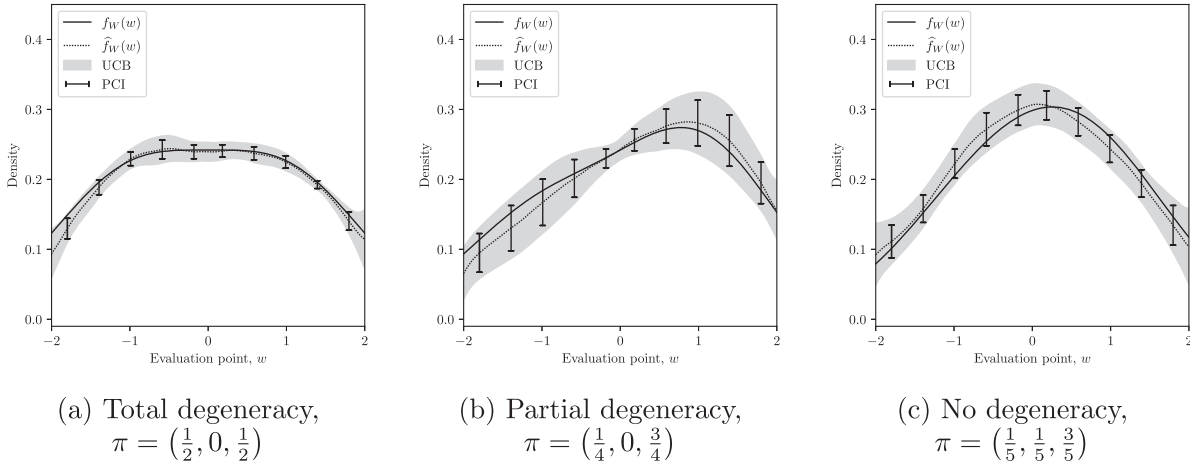 0.4
0.3
0.2
0.1
0.0
Density
f_W(w)
f̂_W(w)
UCB
PCI
−2
−1
0
1
2
Evaluation point, w
(a) Total degeneracy,
π = (1/2, 0, 1/2)
0.4
0.3
0.2
0.1
0.0
Density
f_W(w)
f̂_W(w)
UCB
PCI
−2
−1
0
1
2
Evaluation point, w
(b) Partial degeneracy,
π = (1/4, 0, 3/4)
0.4
0.3
0.2
0.1
0.0
Density
f_W(w)
f̂_W(w)
UCB
PCI
−2
−1
0
1
2
Evaluation point, w
(c) No degeneracy,
π = (1/5, 1/5, 3/5)